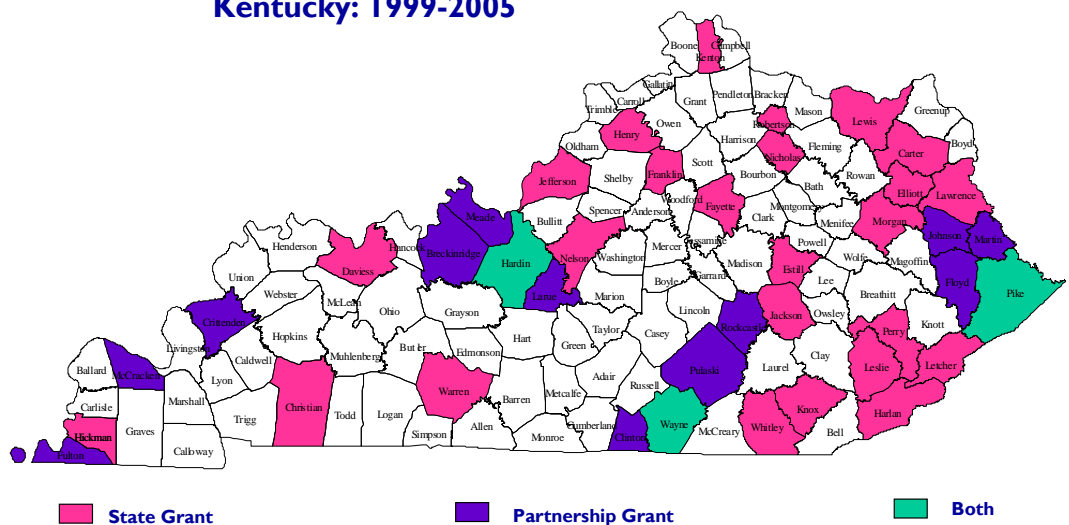 Kentucky: 1999-2005
Boone
Campbell
Kenton
Gallatin
Grant
Pendleton
Bracken
Trimble
Carroll
Owen
Mason
Lewis
Greenup
Robertson
Henry
Harrison
Fleming
Boyd
Oldham
Carter
Nicholas
Scott
Rowan
Jefferson
Shelby
Franklin
Bourbon
Bath
Elliott
Lawrence
Woodford
Fayette
Montgomery
Spencer
Anderson
Clark
Menifee
Morgan
Meade
Bullitt
Johnson
Martin
Henderson
Hancock
Breckinridge
Nelson
Washington
Mercer
Jessamine
Madison
Powell
Wolfe
Magoffin
Daviess
Hardin
Garrard
Estill
Lee
Union
Boyle
Floyd
Pike
Webster
McLean
Larue
Marion
Breathitt
Ohio
Grayson
Lincoln
Jackson
Owsley
Crittenden
Hopkins
Taylor
Casey
Rockcastle
Perry
Knott
Livingston
Muhlenberg
Butler
Edmonson
Hart
Green
Clay
Caldwell
Ballard
McCracken
Lyon
Adair
Pulaski
Laurel
Leslie
Letcher
Warren
Metcalfe
Russell
Carlisle
Marshall
Christian
Barren
Knox
Harlan
Trigg
Todd
Logan
Hickman
Graves
Simpson
Allen
Monroe
Cumberland
Clinton
Wayne
McCreary
Whitley
Bell
Fulton
Calloway
State Grant
Partnership Grant
Both